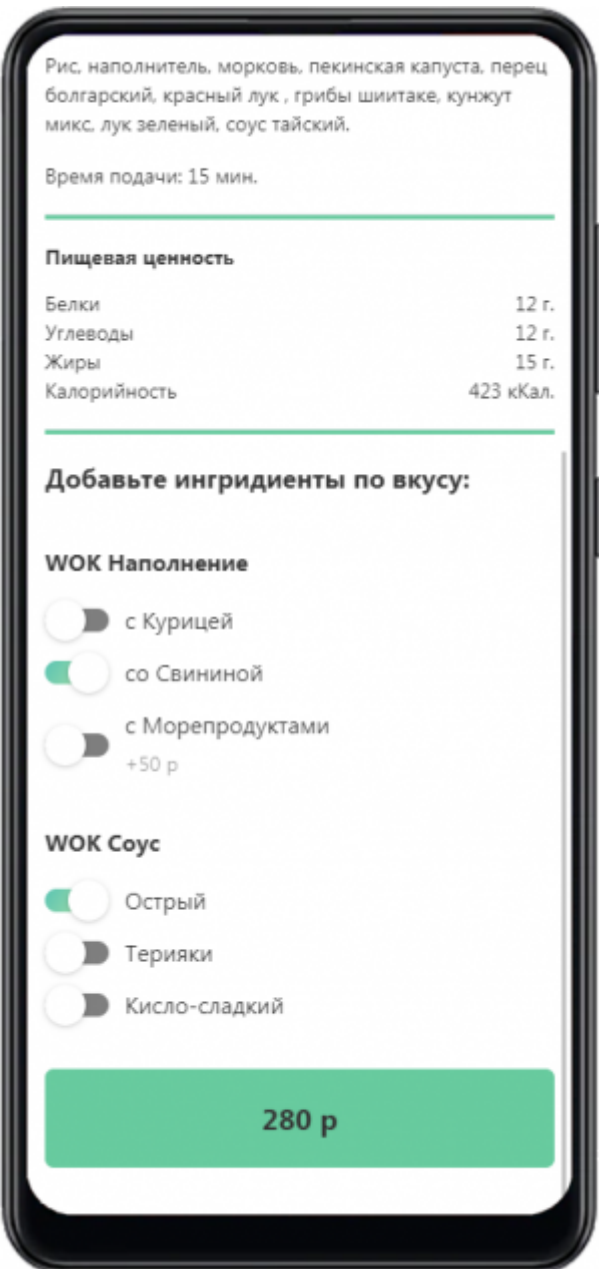 Рис, наполнитель, морковь, пекинская капуста, перец
болгарский, красный лук , грибы шиитаке, кунжут
микс, лук зеленый, соус тайский.
Время подачи: 15 мин.
Пищевая ценность
Белки 12 г.
Углеводы 12 г.
Жиры 15 г.
Калорийность 423 кКал.
Добавьте ингридиенты по вкусу:
WOK Наполнение
с Курицей
со Свининой
с Морепродуктами
+50 р
WOK Соус
Острый
Терияки
Кисло-сладкий
280 р